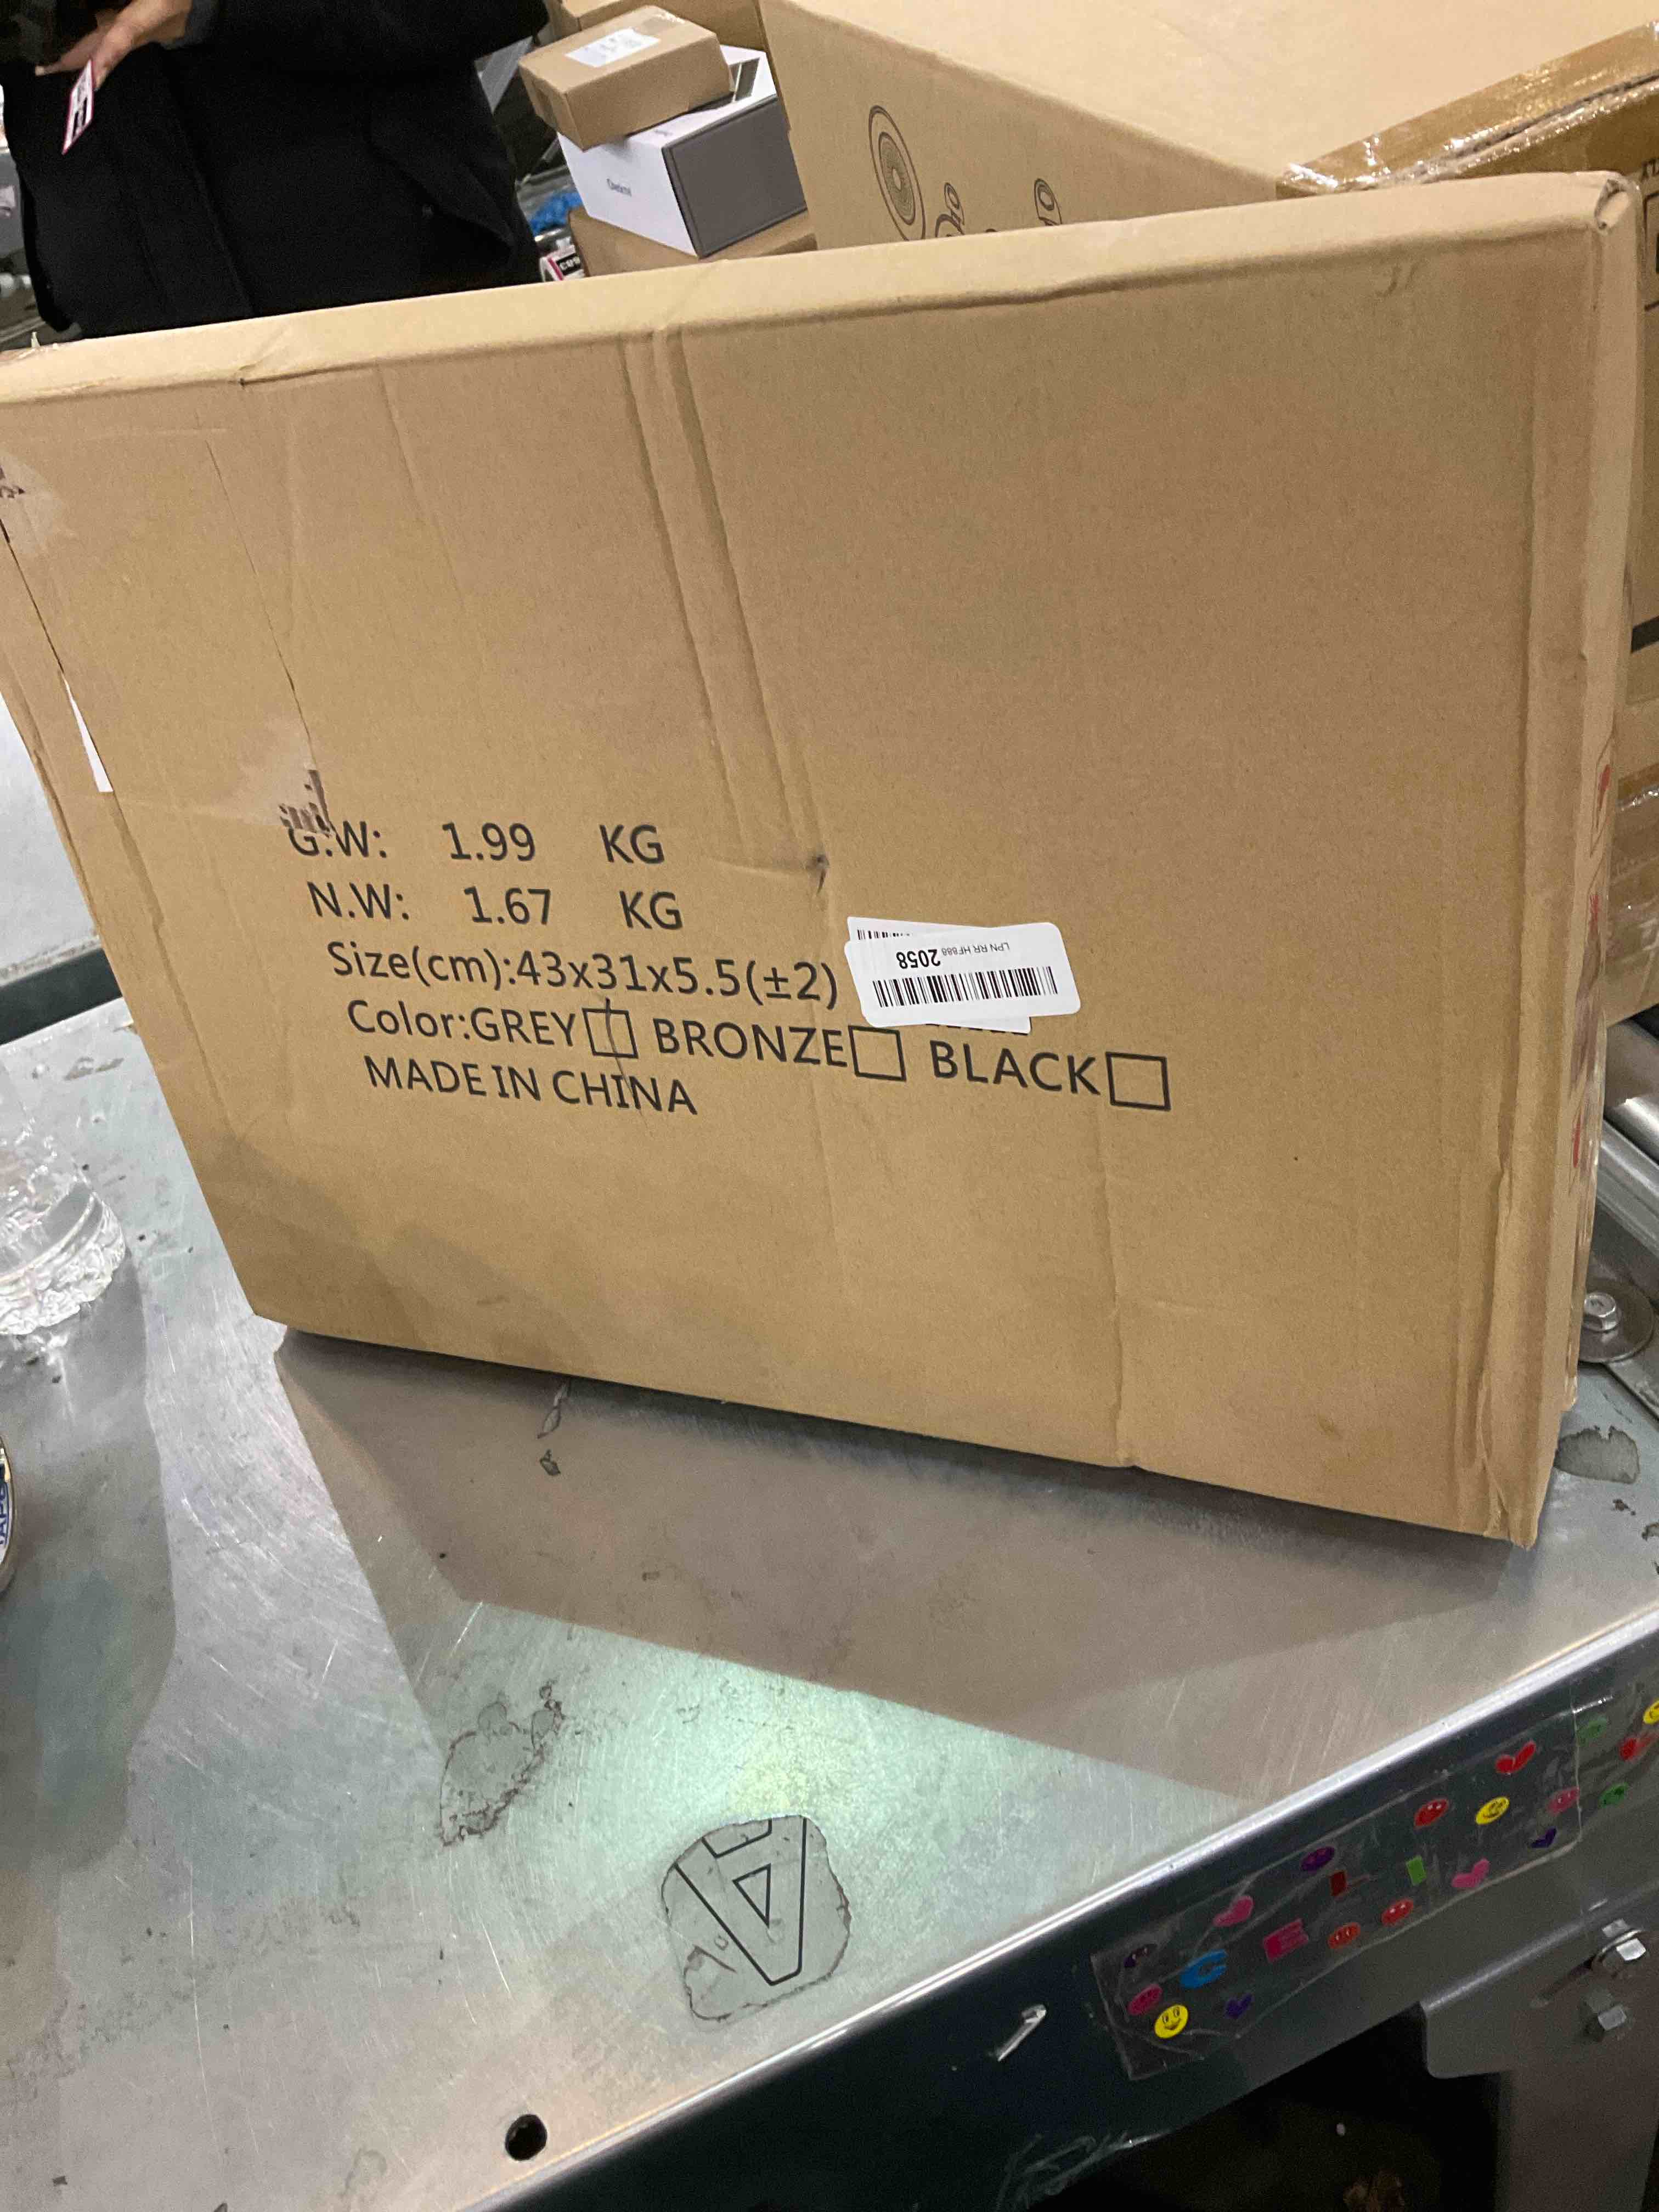 G.W: 1.99 KG
N.W: 1.67 KG
Size(cm):43x31x5.5(±2)
Color:GREY☐ BRONZE☐ BLACK☐
MADE IN CHINA
LPN RR HF888 2058